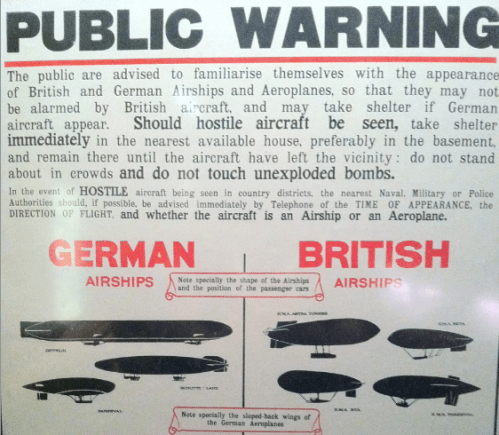 PUBLIC WARNING
The public are advised to familiarise themselves with the appearance
of British and German Airships and Aeroplanes, so that they may not
be alarmed by British aircraft, and may take shelter if German
aircraft appear. Should hostile aircraft be seen, take shelter
immediately in the nearest available house, preferably in the basement,
and remain there until the aircraft have left the vicinity: do not stand
about in crowds and do not touch unexploded bombs.
In the event of HOSTILE aircraft being seen in country districts, the nearest Naval, Military or Police
Authorities should, if possible, be advised immediately by Telephone of the TIME OF APPEARANCE, the
DIRECTION OF FLIGHT, and whether the aircraft is an Airship or an Aeroplane.
GERMAN BRITISH
AIRSHIPS AIRSHIPS
Note specially the shape of the Airships
and the position of the passenger cars
ZEPPELIN
SCHUTTE - LANZ
PARSEVAL
H.M.A. BETA
H.M.A. ETA
H.M.A. PARSEVAL
Note specially the sloped-back wings of
the German Aeroplanes